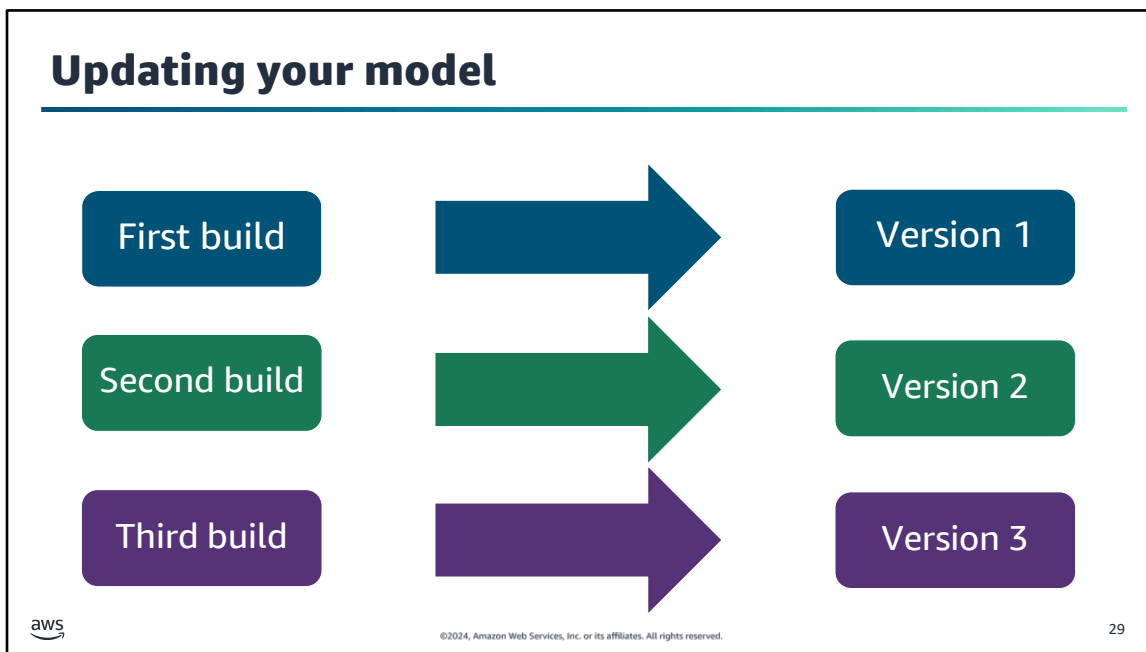 Updating your model
First build
Version 1
Second build
Version 2
Third build
Version 3
aws
©2024, Amazon Web Services, Inc. or its affiliates. All rights reserved.
29